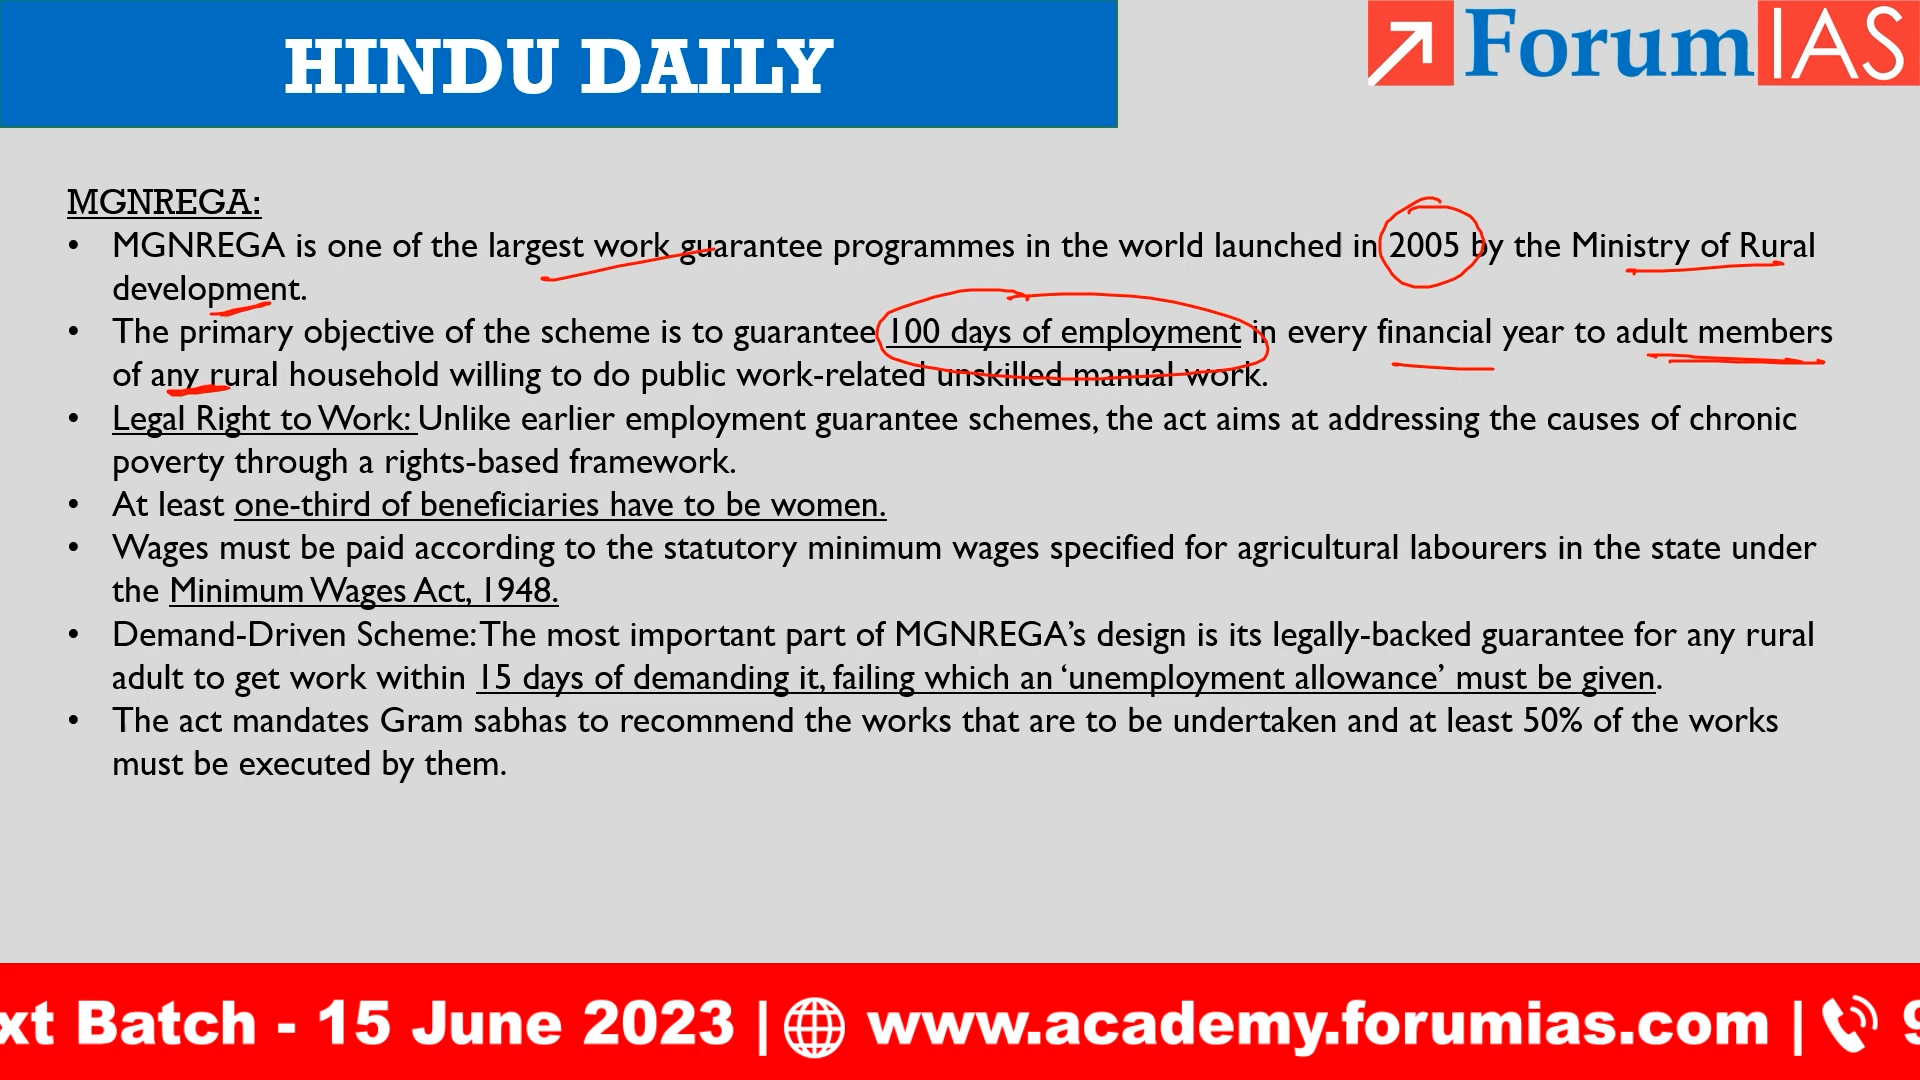 HINDU DAILY
Forum IAS
MGNREGA:
• MGNREGA is one of the largest work guarantee programmes in the world launched in 2005 by the Ministry of Rural
development.
• The primary objective of the scheme is to guarantee 100 days of employment in every financial year to adult members
of any rural household willing to do public work-related unskilled manual work.
• Legal Right to Work: Unlike earlier employment guarantee schemes, the act aims at addressing the causes of chronic
poverty through a rights-based framework.
• At least one-third of beneficiaries have to be women.
• Wages must be paid according to the statutory minimum wages specified for agricultural labourers in the state under
the Minimum Wages Act, 1948.
• Demand-Driven Scheme: The most important part of MGNREGA’s design is its legally-backed guarantee for any rural
adult to get work within 15 days of demanding it, failing which an ‘unemployment allowance’ must be given.
• The act mandates Gram sabhas to recommend the works that are to be undertaken and at least 50% of the works
must be executed by them.
xt Batch - 15 June 2023 | www.academy.forumias.com | 9